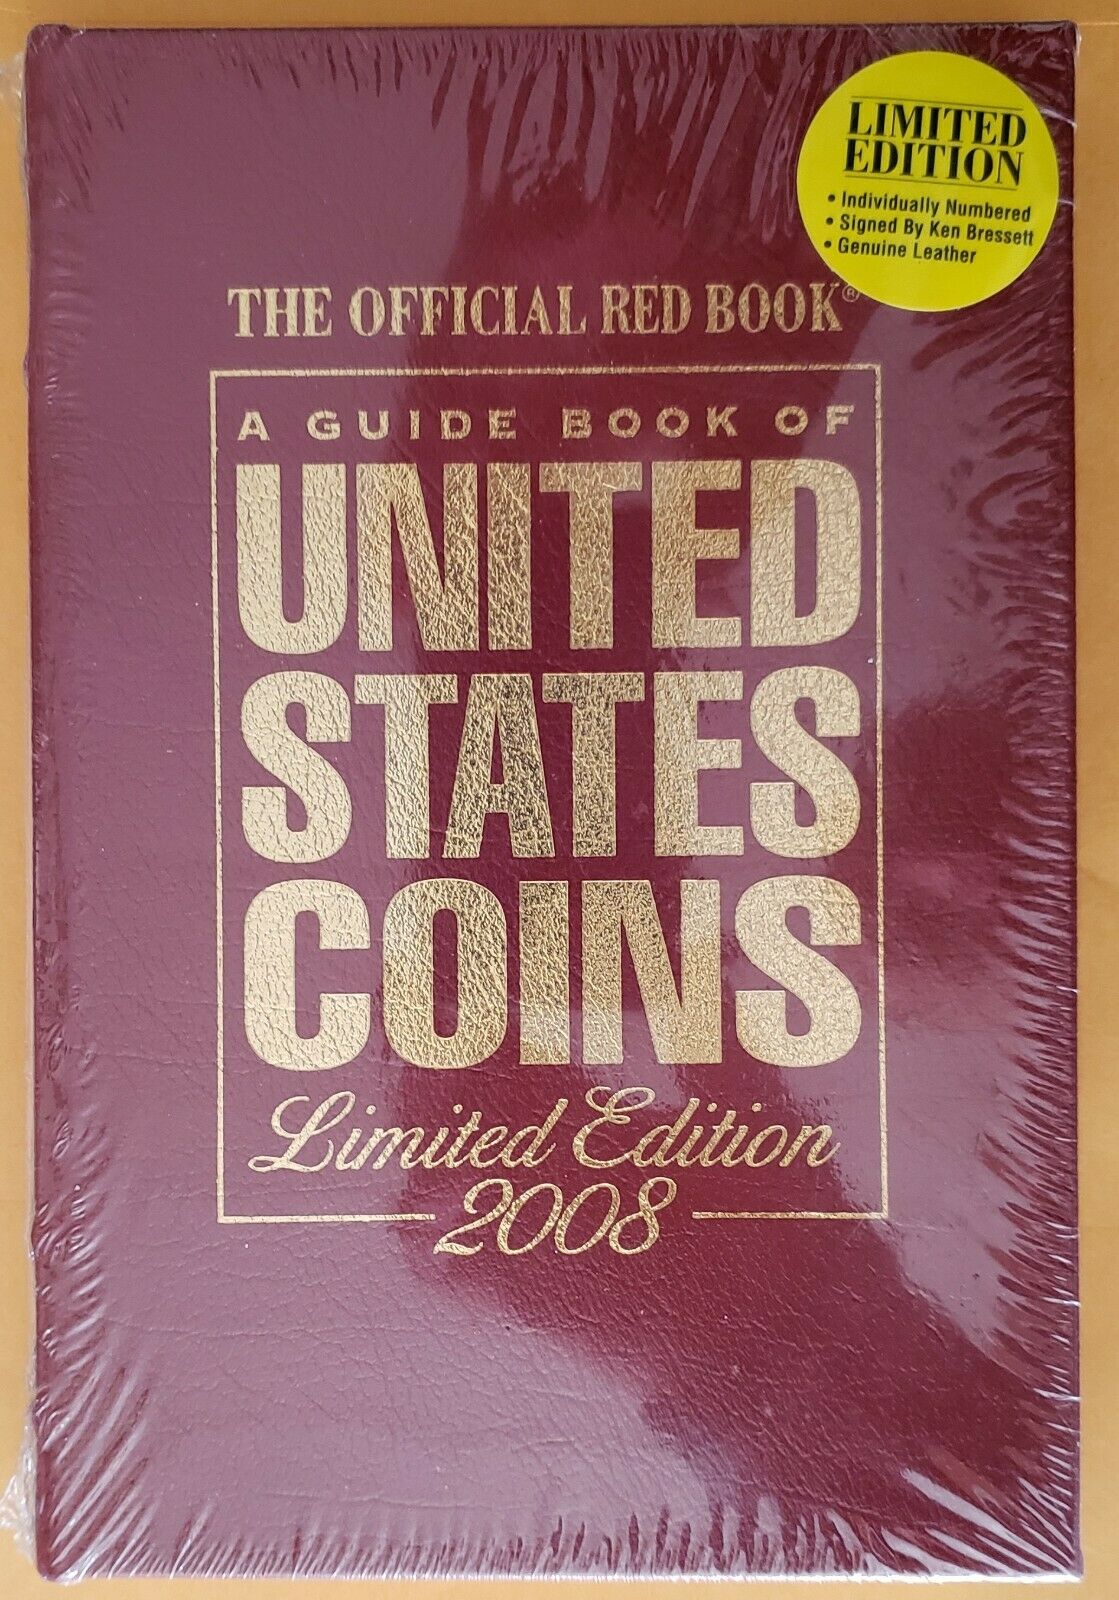 LIMITED
EDITION
• Individually Numbered
• Signed By Ken Bressett
• Genuine Leather
THE OFFICIAL RED BOOK®
A GUIDE BOOK OF
UNITED
STATES
COINS
Limited Edition
2008